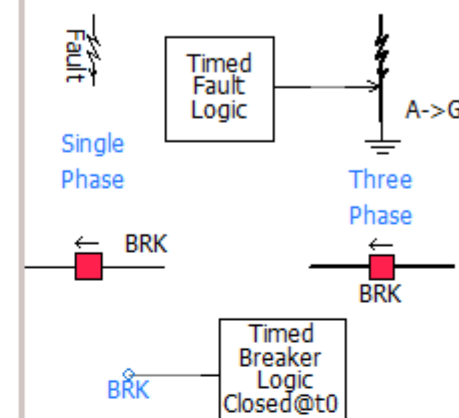 Fault
Timed
Fault
Logic
A->G
Single
Phase
Three
Phase
BRK
BRK
Timed
Breaker
Logic
Closed@t0
BRK